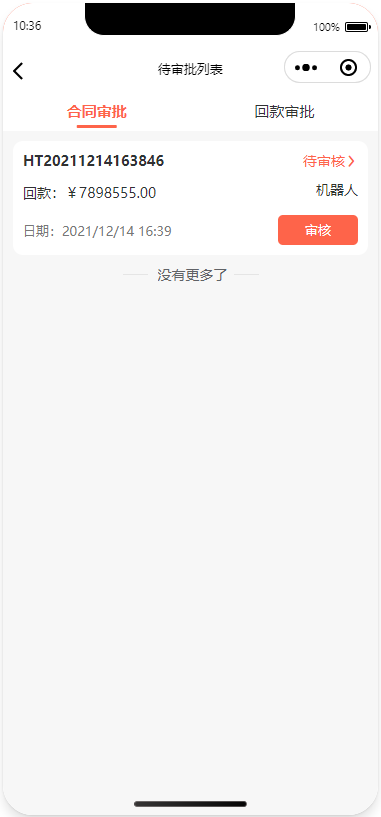 10:36 100%
待审批列表
合同审批 回款审批
HT20211214163846 待审核
回款：￥7898555.00 机器人
日期：2021/12/14 16:39 审核
没有更多了